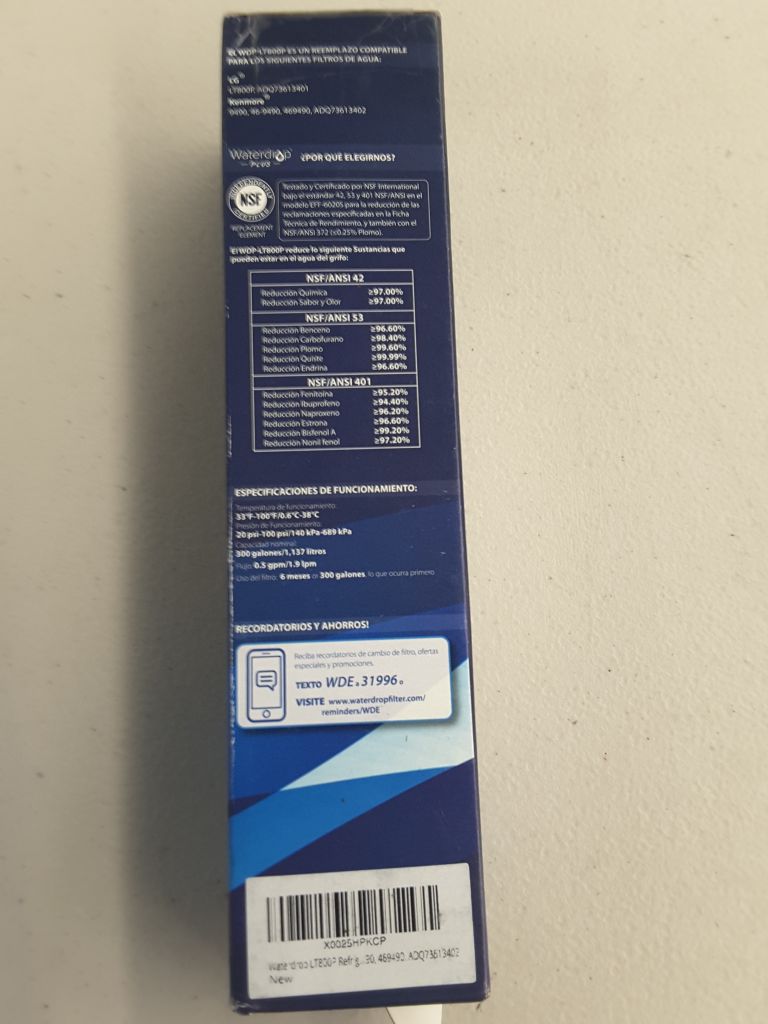 EL WDP-LT800P ES UN REEMPLAZO COMPATIBLE
PARA LOS SIGUIENTES FILTROS DE AGUA:
LG®
LT800P, ADQ73613401
Kenmore®
9490, 46-9490, 469490, ADQ73613402
Waterdrop
PLUS
¿POR QUÉ ELEGIRNOS?
INDEPENDENTLY
NSF
CERTIFIED
REPLACEMENT
ELEMENT
Testado y Certificado por NSF International
bajo el estándar 42, 53 y 401 NSF/ANSI en el
modelo EFF-6020S para la reducción de las
reclamaciones especificadas en la Ficha
Técnica de Rendimiento, y también con el
NSF/ANSI 372 (≤0.25% Plomo).
El WDP-LT800P reduce lo siguiente Sustancias que
pueden estar en el agua del grifo:
NSF/ANSI 42
Reducción Química ≥97.00%
Reducción Sabor y Olor ≥97.00%
NSF/ANSI 53
Reducción Benceno ≥96.60%
Reducción Carbofurano ≥98.40%
Reducción Plomo ≥99.60%
Reducción Quiste ≥99.99%
Reducción Endrina ≥96.60%
NSF/ANSI 401
Reducción Fenitoina ≥95.20%
Reducción Ibuprofeno ≥94.40%
Reducción Naproxeno ≥96.20%
Reducción Estrona ≥96.60%
Reducción Bisfenol A ≥99.20%
Reducción Nonil fenol ≥97.20%
ESPECIFICACIONES DE FUNCIONAMIENTO:
Temperatura de funcionamiento:
33°F-100°F/0.6°C-38°C
Presión de Funcionamiento:
20 psi-100 psi/140 kPa-689 kPa
Capacidad nominal:
300 galones/1,137 litros
Flujo: 0.5 gpm/1.9 lpm
Uso del filtro: 6 meses or 300 galones, lo que ocurra primero
RECORDATORIOS Y AHORROS!
Reciba recordatorios de cambio de filtro, ofertas
especiales y promociones.
TEXTO WDE a 31996 o
VISITE www.waterdropfilter.com/
reminders/WDE
X0025HPKCP
Waterdrop LT800P Refrig...90, 469490, ADQ73613402
New